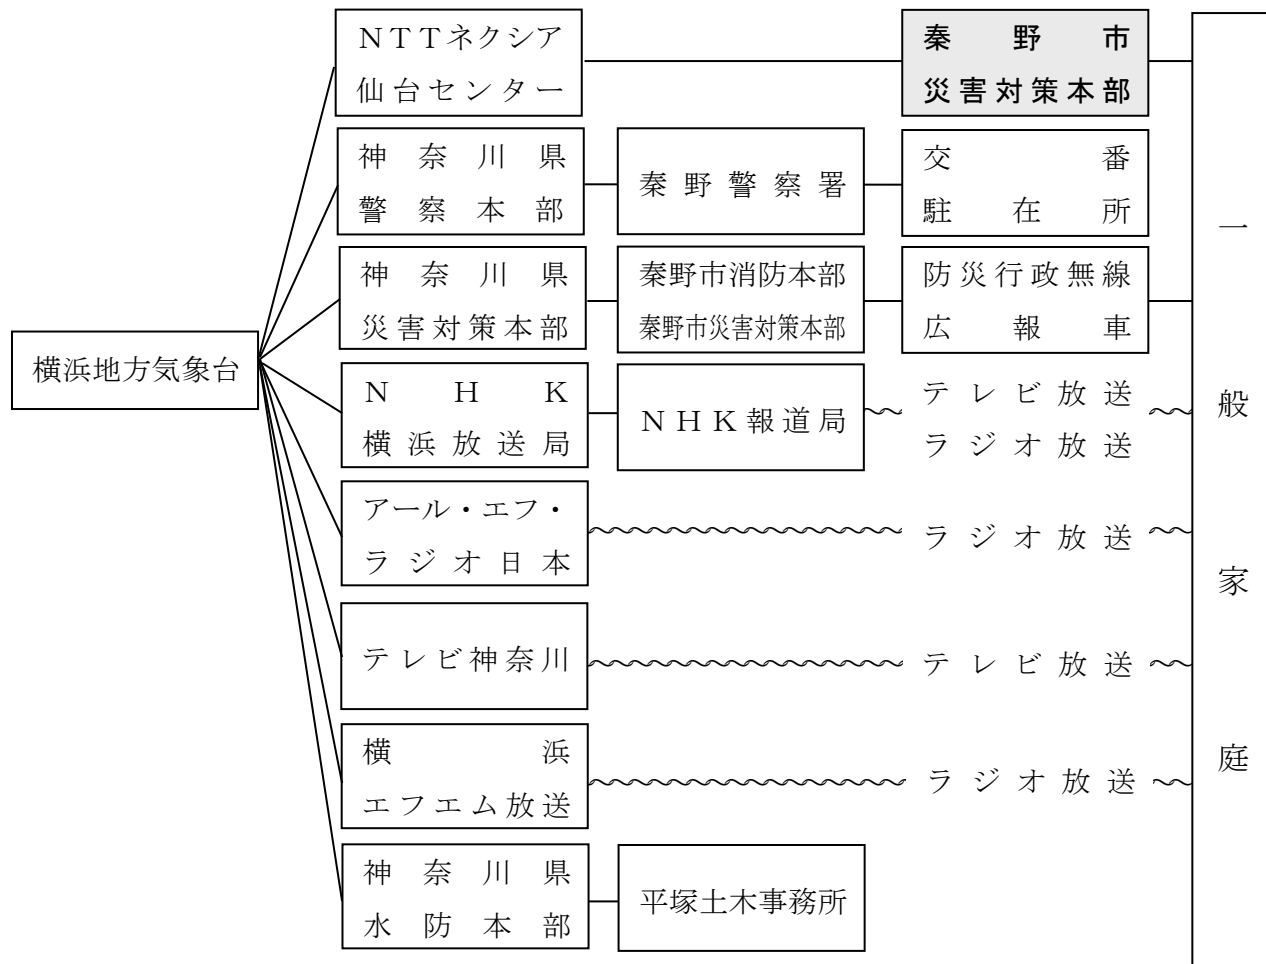 NTTネクシア
仙台センター
秦野市
災害対策本部
神奈川県
警察本部
秦野警察署
交番
駐在所
神奈川県
災害対策本部
秦野市消防本部
秦野市災害対策本部
防災行政無線
広報車
横浜地方気象台
NHK
横浜放送局
NHK報道局
テレビ放送
ラジオ放送
アール・エフ・
ラジオ日本
ラジオ放送
テレビ神奈川
テレビ放送
横浜
エフエム放送
ラジオ放送
神奈川県
水防本部
平塚土木事務所
一般家庭